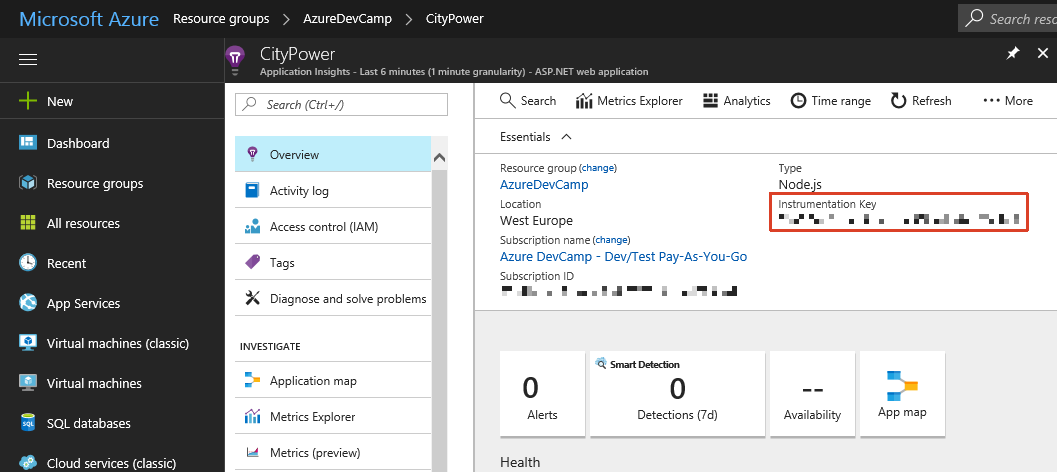 Microsoft Azure Resource groups > AzureDevCamp > CityPower Search reso
CityPower
Application Insights - Last 6 minutes (1 minute granularity) - ASP.NET web application
New
Dashboard
Resource groups
All resources
Recent
App Services
Virtual machines (classic)
Virtual machines
SQL databases
Cloud services (classic)
Search (Ctrl+/)
Overview
Activity log
Access control (IAM)
Tags
Diagnose and solve problems
INVESTIGATE
Application map
Metrics Explorer
Metrics (preview)
Search Metrics Explorer Analytics Time range Refresh ··· More
Essentials
Resource group (change)
AzureDevCamp
Location
West Europe
Subscription name (change)
Azure DevCamp - Dev/Test Pay-As-You-Go
Subscription ID
Type
Node.js
Instrumentation Key
0
Alerts
Smart Detection
0
Detections (7d)
--
Availability
App map
Health